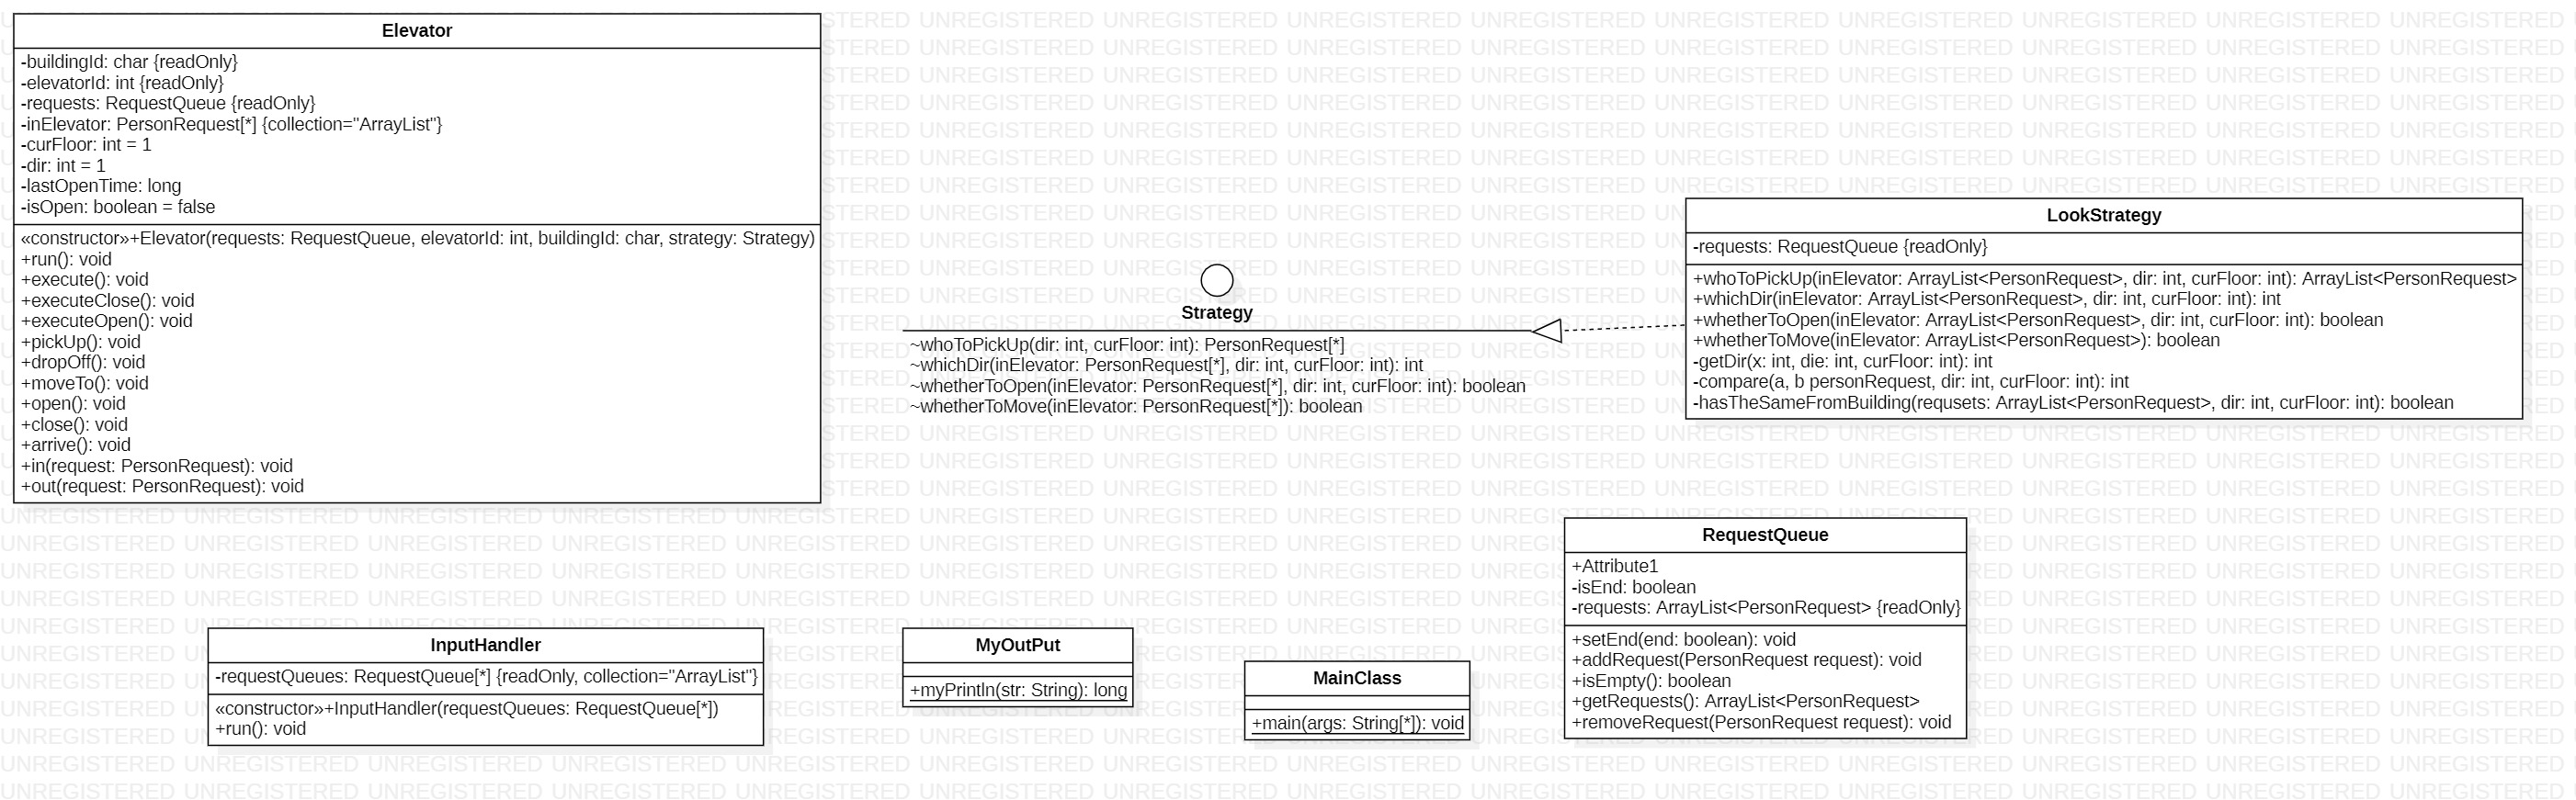 Elevator
-buildingId: char {readOnly}
-elevatorId: int {readOnly}
-requests: RequestQueue {readOnly}
-inElevator: PersonRequest[*] {collection="ArrayList"}
-curFloor: int = 1
-dir: int = 1
-lastOpenTime: long
-isOpen: boolean = false
«constructor»+Elevator(requests: RequestQueue, elevatorId: int, buildingId: char, strategy: Strategy)
+run(): void
+execute(): void
+executeClose(): void
+executeOpen(): void
+pickUp(): void
+dropOff(): void
+moveTo(): void
+open(): void
+close(): void
+arrive(): void
+in(request: PersonRequest): void
+out(request: PersonRequest): void
Strategy
~whoToPickUp(dir: int, curFloor: int): PersonRequest[*]
~whichDir(inElevator: PersonRequest[*], dir: int, curFloor: int): int
~whetherToOpen(inElevator: PersonRequest[*], dir: int, curFloor: int): boolean
~whetherToMove(inElevator: PersonRequest[*]): boolean
LookStrategy
-requests: RequestQueue {readOnly}
+whoToPickUp(inElevator: ArrayList<PersonRequest>, dir: int, curFloor: int): ArrayList<PersonRequest>
+whichDir(inElevator: ArrayList<PersonRequest>, dir: int, curFloor: int): int
+whetherToOpen(inElevator: ArrayList<PersonRequest>, dir: int, curFloor: int): boolean
+whetherToMove(inElevator: ArrayList<PersonRequest>): boolean
-getDir(x: int, die: int, curFloor: int): int
-compare(a, b personRequest, dir: int, curFloor: int): int
-hasTheSameFromBuilding(requsets: ArrayList<PersonRequest>, dir: int, curFloor: int): boolean
InputHandler
-requestQueues: RequestQueue[*] {readOnly, collection="ArrayList"}
«constructor»+InputHandler(requestQueues: RequestQueue[*])
+run(): void
MyOutPut
+myPrintln(str: String): long
MainClass
+main(args: String[*]): void
RequestQueue
+Attribute1
-isEnd: boolean
-requests: ArrayList<PersonRequest> {readOnly}
+setEnd(end: boolean): void
+addRequest(PersonRequest request): void
+isEmpty(): boolean
+getRequests(): ArrayList<PersonRequest>
+removeRequest(PersonRequest request): void
UNREGISTERED